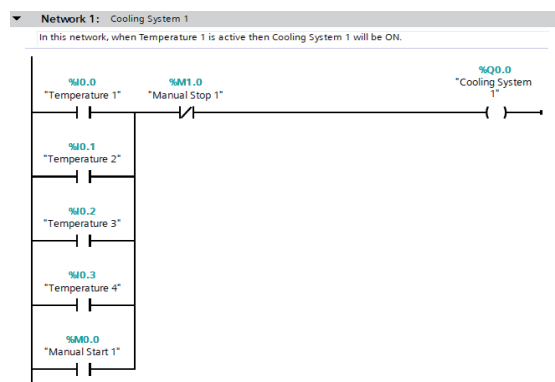 Network 1: Cooling System 1
In this network, when Temperature 1 is active then Cooling System 1 will be ON.
%I0.0
"Temperature 1"
%M1.0
"Manual Stop 1"
%Q0.0
"Cooling System
1"
%I0.1
"Temperature 2"
%I0.2
"Temperature 3"
%I0.3
"Temperature 4"
%M0.0
"Manual Start 1"